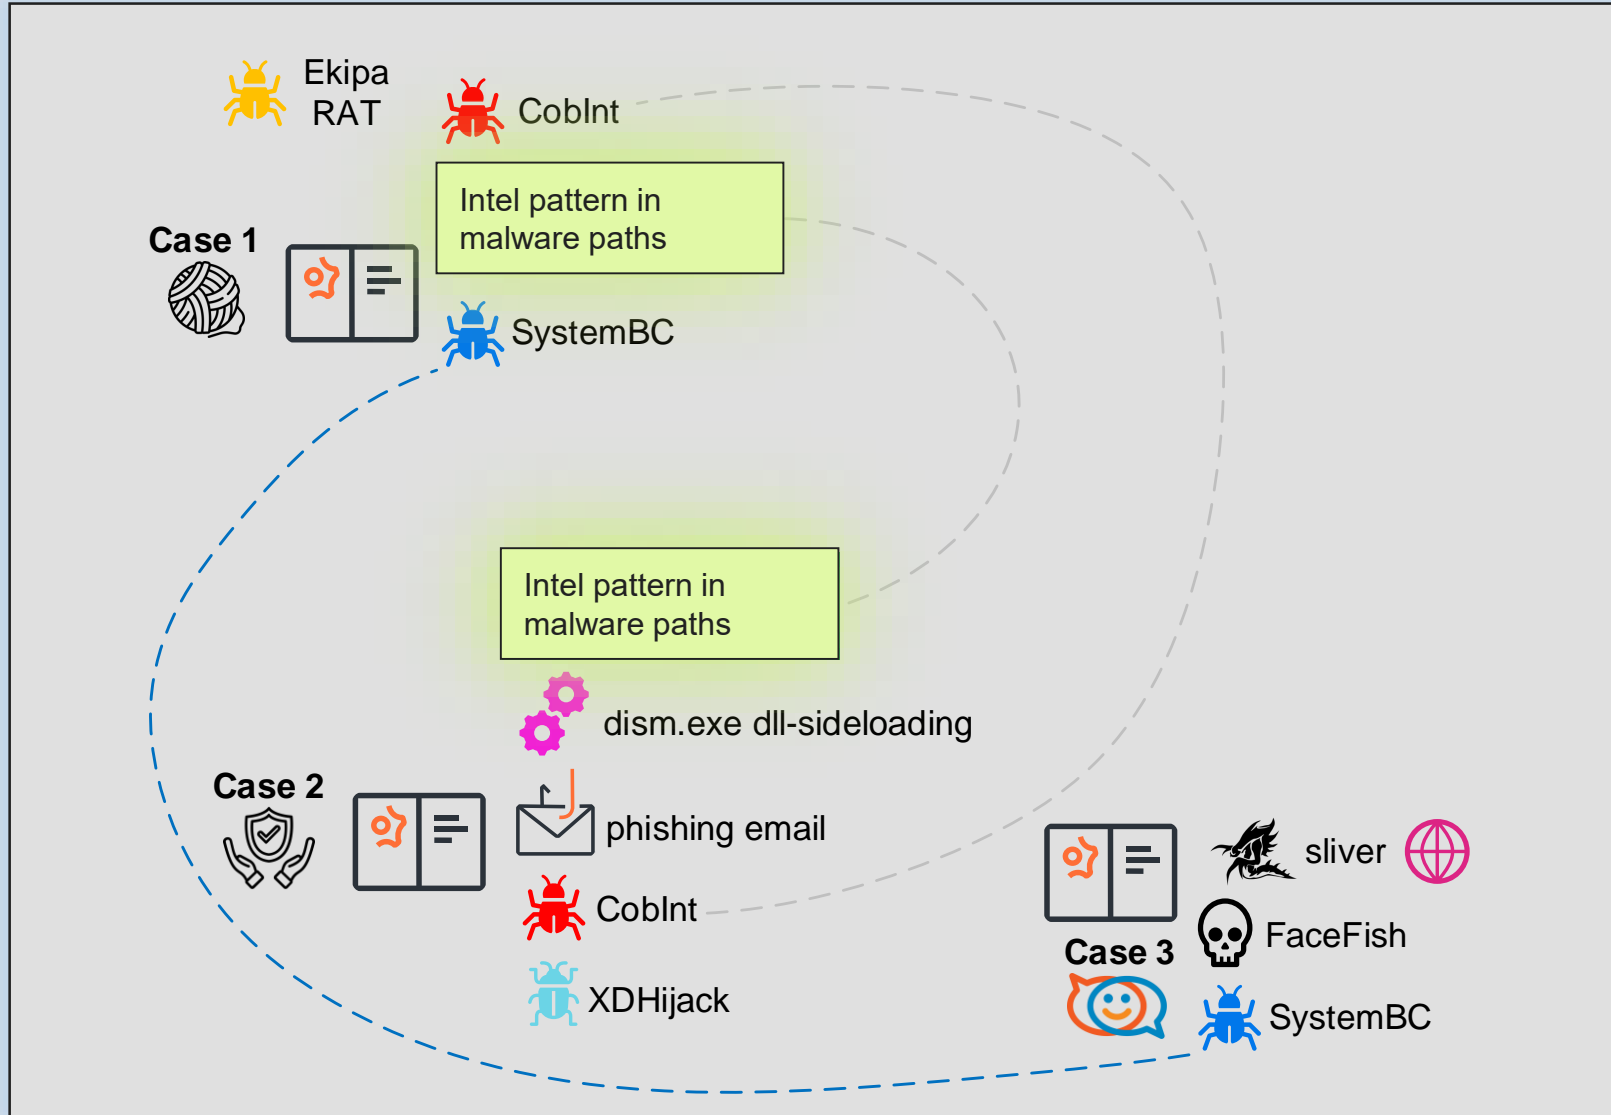 Ekipa
RAT
CobInt
Intel pattern in
malware paths
Case 1
SystemBC
Intel pattern in
malware paths
dism.exe dll-sideloading
Case 2
phishing email
CobInt
XDHijack
sliver
FaceFish
Case 3
SystemBC